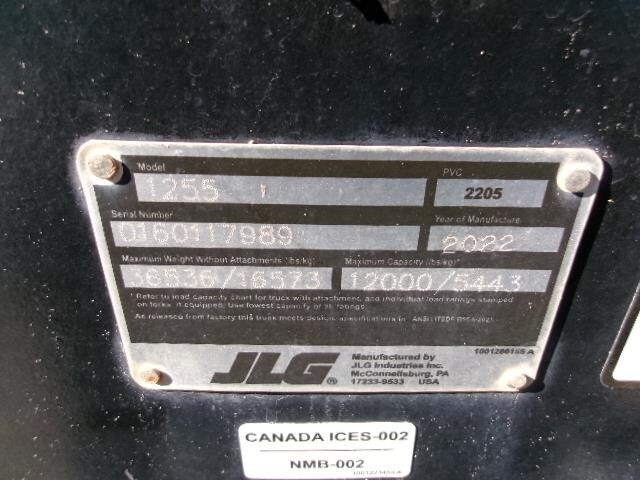 Model
PVC
1255
2205
Serial Number
Year of Manufacture
0160117989
2022
Maximum Weight Without Attachments (lbs/kg)
Maximum Capacity (lbs/kg)*
36536/16573
12000/5443
* Refer to load capacity chart for truck with attachment, and individual load ratings stamped
on forks, if equipped. Use lowest capacity of all ratings.
As released from factory this truck meets design specifications in
JLG®
Manufactured by
JLG Industries Inc.
McConnellsburg, PA
17233-9533 USA
1001286155 A
CANADA ICES-002
NMB-002